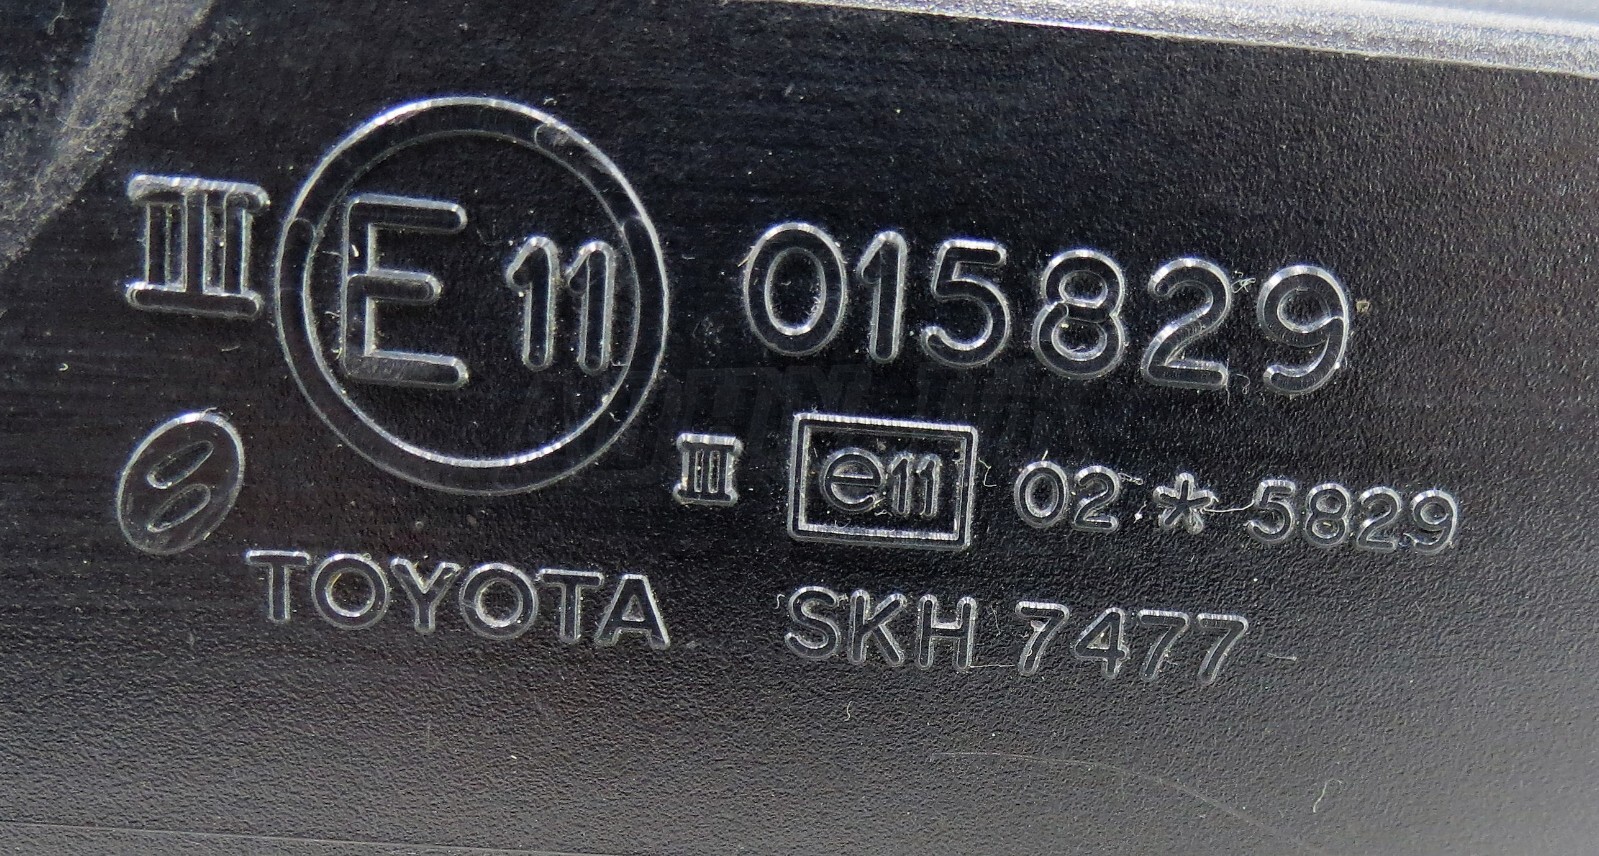 III E 11 015829
III e11 02 * 5829
TOYOTA SKH 7477